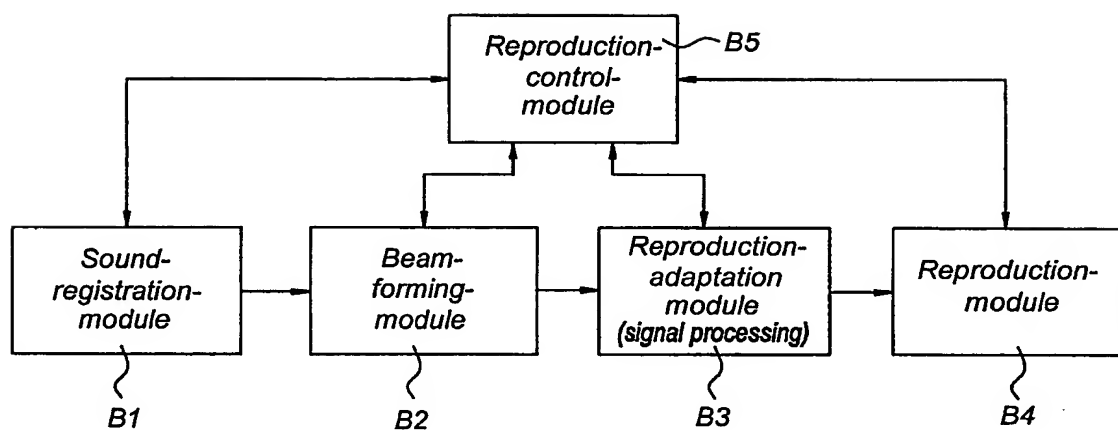 Reproduction-
control-
module
B5
Sound-
registration-
module
Beam-
forming-
module
Reproduction-
adaptation
module
(signal processing)
Reproduction-
module
B1
B2
B3
B4